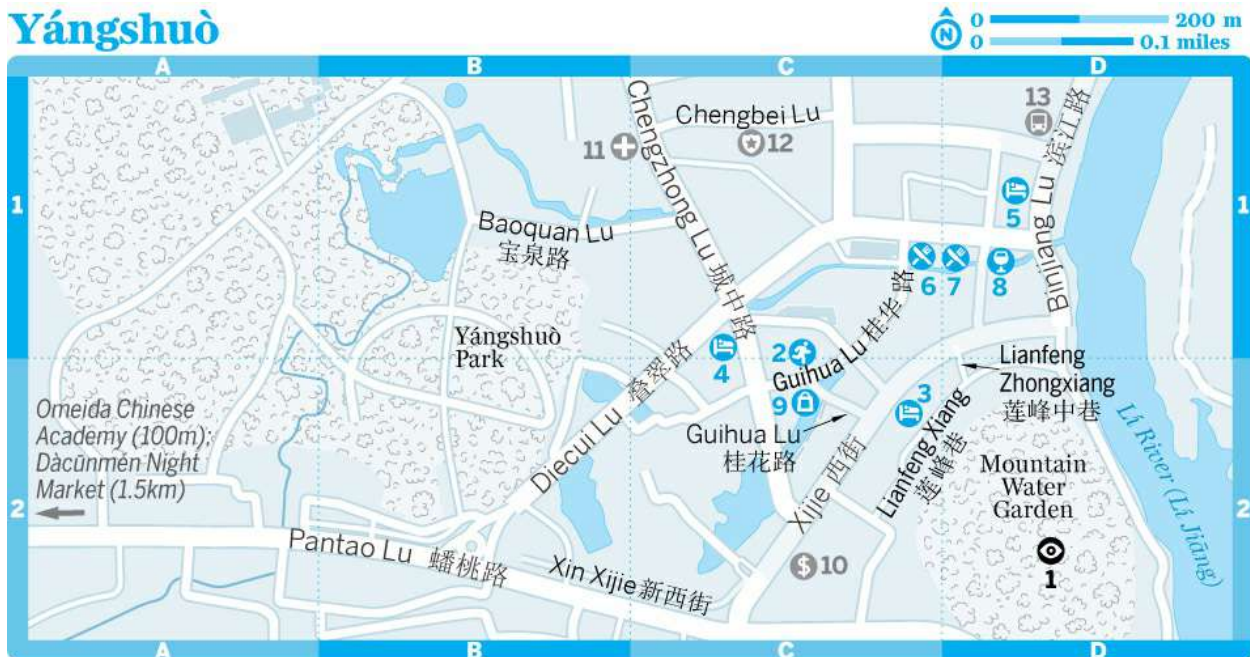 Yángshuò
N
0 200 m
0 0.1 miles
A B C D
1
1
2
2
Chengbei Lu
13
11
12
Chengzhong Lu 城中路
Binjiang Lu 滨江路
5
Baoquan Lu
宝泉路
6
7
8
Yángshuò
Park
Diecui Lu 叠翠路
4
2
Guihua Lu 桂华路
9
3
Lianfeng
Zhongxiang
莲峰中巷
Guihua Lu
桂花路
Lianfeng Xiang
莲峰巷
Xijie 西街
Omeida Chinese
Academy (100m);
Dàcūnmén Night
Market (1.5km)
Mountain
Water
Garden
1
Lí River (Lí Jiāng)
Pantao Lu 蟠桃路
Xin Xijie 新西街
$ 10
A B C D